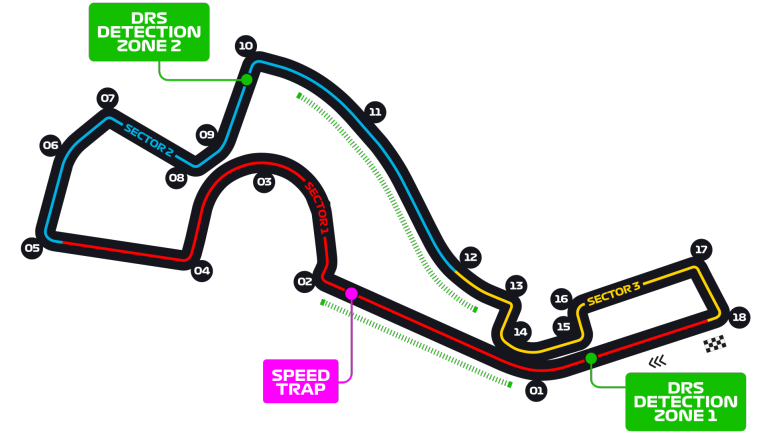 DRS
DETECTION
ZONE 2
10
07
11
SECTOR 2
09
06
08
03
SECTOR 1
05
04
02
12
13
17
16
SECTOR 3
18
15
14
01
SPEED
TRAP
DRS
DETECTION
ZONE 1